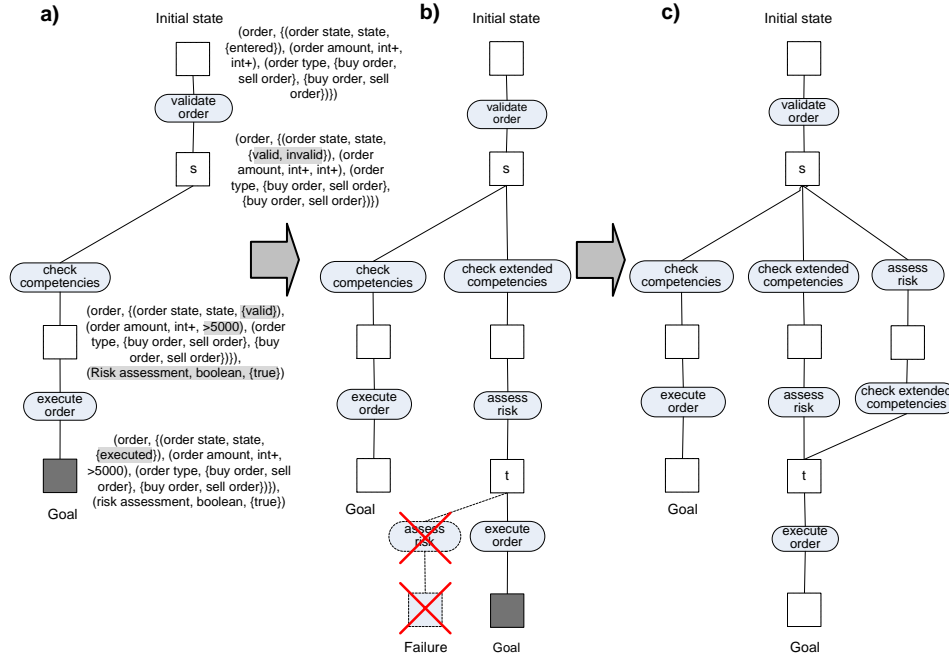 a)
Initial state
(order, {(order state, state,
{entered}), (order amount, int+,
int+), (order type, {buy order,
sell order}, {buy order, sell
order})})
validate
order
(order, {(order state, state,
{valid, invalid}), (order
amount, int+, int+), (order
type, {buy order, sell order},
{buy order, sell order})})
s
check
competencies
(order, {(order state, state, {valid}),
(order amount, int+, >5000), (order
type, {buy order, sell order}, {buy
order, sell order})}),
(Risk assessment, boolean, {true})
execute
order
(order, {(order state, state,
{executed}), (order amount, int+,
>5000), (order type, {buy order, sell
order}, {buy order, sell order})}),
(risk assessment, boolean, {true})
Goal
b)
Initial state
validate
order
s
check
competencies
check extended
competencies
execute
order
assess
risk
Goal
t
assess
risk
execute
order
Failure
Goal
c)
Initial state
validate
order
s
check
competencies
check extended
competencies
assess
risk
execute
order
assess
risk
check extended
competencies
Goal
t
execute
order
Goal